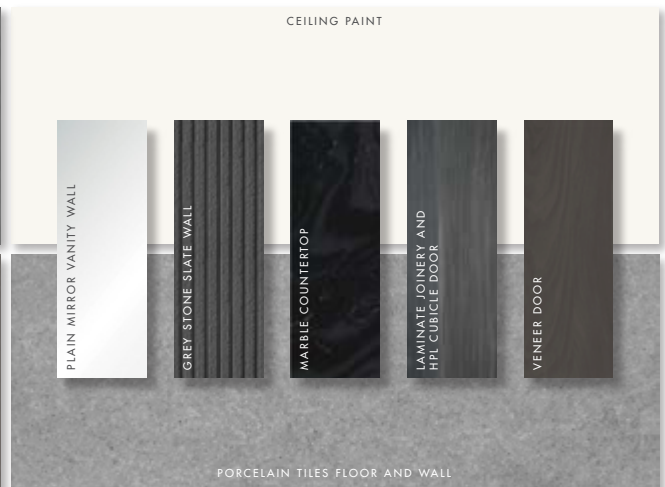 CEILING PAINT
PLAIN MIRROR VANITY WALL
GREY STONE SLATE WALL
MARBLE COUNTERTOP
LAMINATE JOINERY AND
HPL CUBICLE DOOR
VENEER DOOR
PORCELAIN TILES FLOOR AND WALL